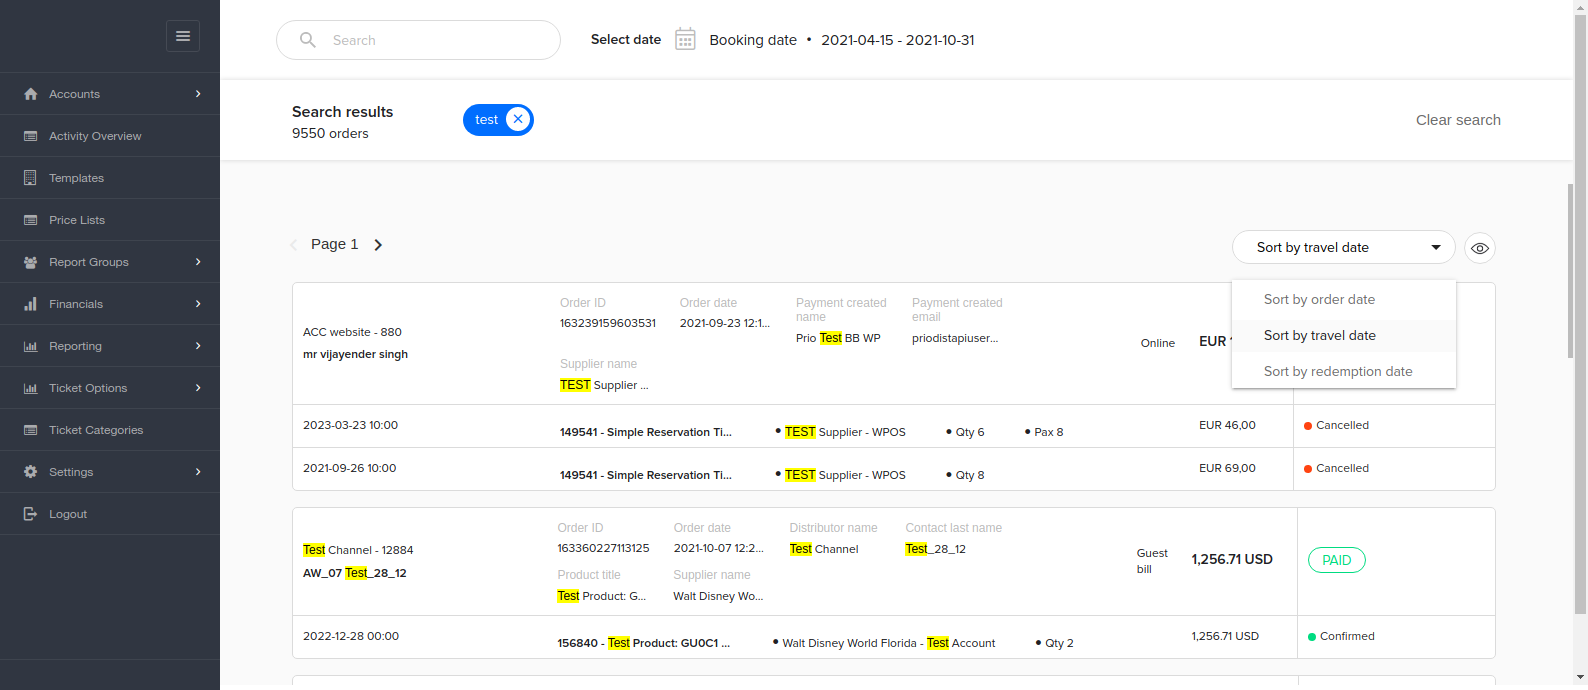 Accounts
Activity Overview
Templates
Price Lists
Report Groups
Financials
Reporting
Ticket Options
Ticket Categories
Settings
Logout
Search
Select date
Booking date • 2021-04-15 - 2021-10-31
Search results
9550 orders
test
Clear search
Page 1
Sort by travel date
Sort by order date
Sort by travel date
Sort by redemption date
ACC website - 880
mr vijayender singh
Order ID
163239159603531
Order date
2021-09-23 12:1...
Payment created
name
Prio Test BB WP
Payment created
email
priodistapiuser...
Supplier name
TEST Supplier ...
Online
EUR
2023-03-23 10:00
149541 - Simple Reservation Ti...
• TEST Supplier - WPOS
• Qty 6
• Pax 8
EUR 46,00
Cancelled
2021-09-26 10:00
149541 - Simple Reservation Ti...
• TEST Supplier - WPOS
• Qty 8
EUR 69,00
Cancelled
Test Channel - 12884
AW_07 Test_28_12
Order ID
163360227113125
Order date
2021-10-07 12:2...
Distributor name
Test Channel
Contact last name
Test_28_12
Product title
Test Product: G...
Supplier name
Walt Disney Wo...
Guest
bill
1,256.71 USD
PAID
2022-12-28 00:00
156840 - Test Product: GU0C1 ...
• Walt Disney World Florida - Test Account
• Qty 2
1,256.71 USD
Confirmed